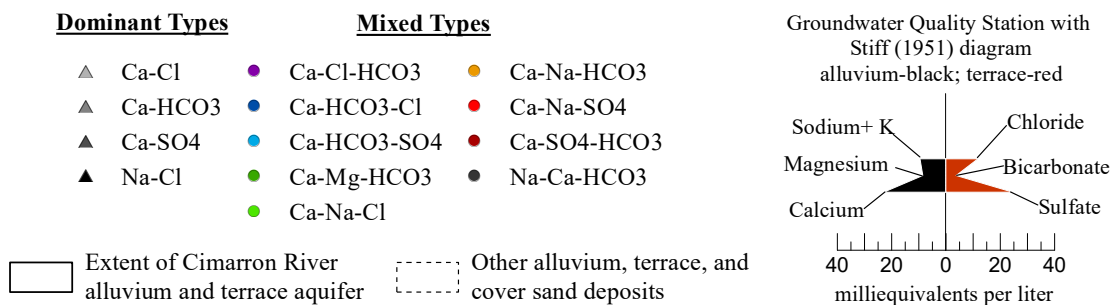 Dominant Types
Mixed Types
Ca-Cl
Ca-HCO3
Ca-SO4
Na-Cl
Ca-Cl-HCO3
Ca-HCO3-Cl
Ca-HCO3-SO4
Ca-Mg-HCO3
Ca-Na-Cl
Ca-Na-HCO3
Ca-Na-SO4
Ca-SO4-HCO3
Na-Ca-HCO3
Extent of Cimarron River
alluvium and terrace aquifer
Other alluvium, terrace, and
cover sand deposits
Groundwater Quality Station with
Stiff (1951) diagram
alluvium-black; terrace-red
Sodium+ K
Chloride
Magnesium
Bicarbonate
Calcium
Sulfate
40 20 0 20 40
milliequivalents per liter